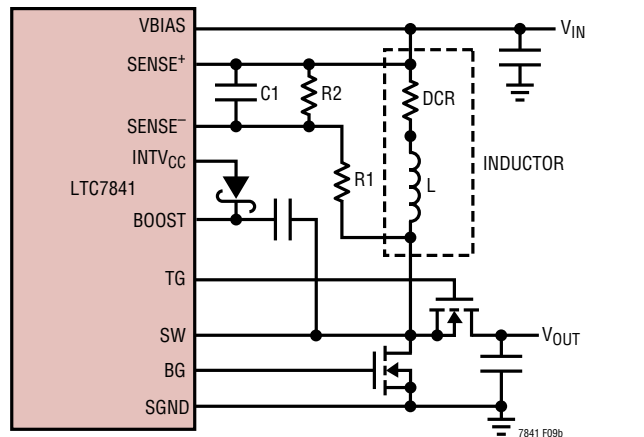 VBIAS
V_IN
SENSE⁺
C1
R2
DCR
SENSE⁻
INTV_CC
R1
INDUCTOR
LTC7841
L
BOOST
TG
SW
V_OUT
BG
SGND
7841 F09b